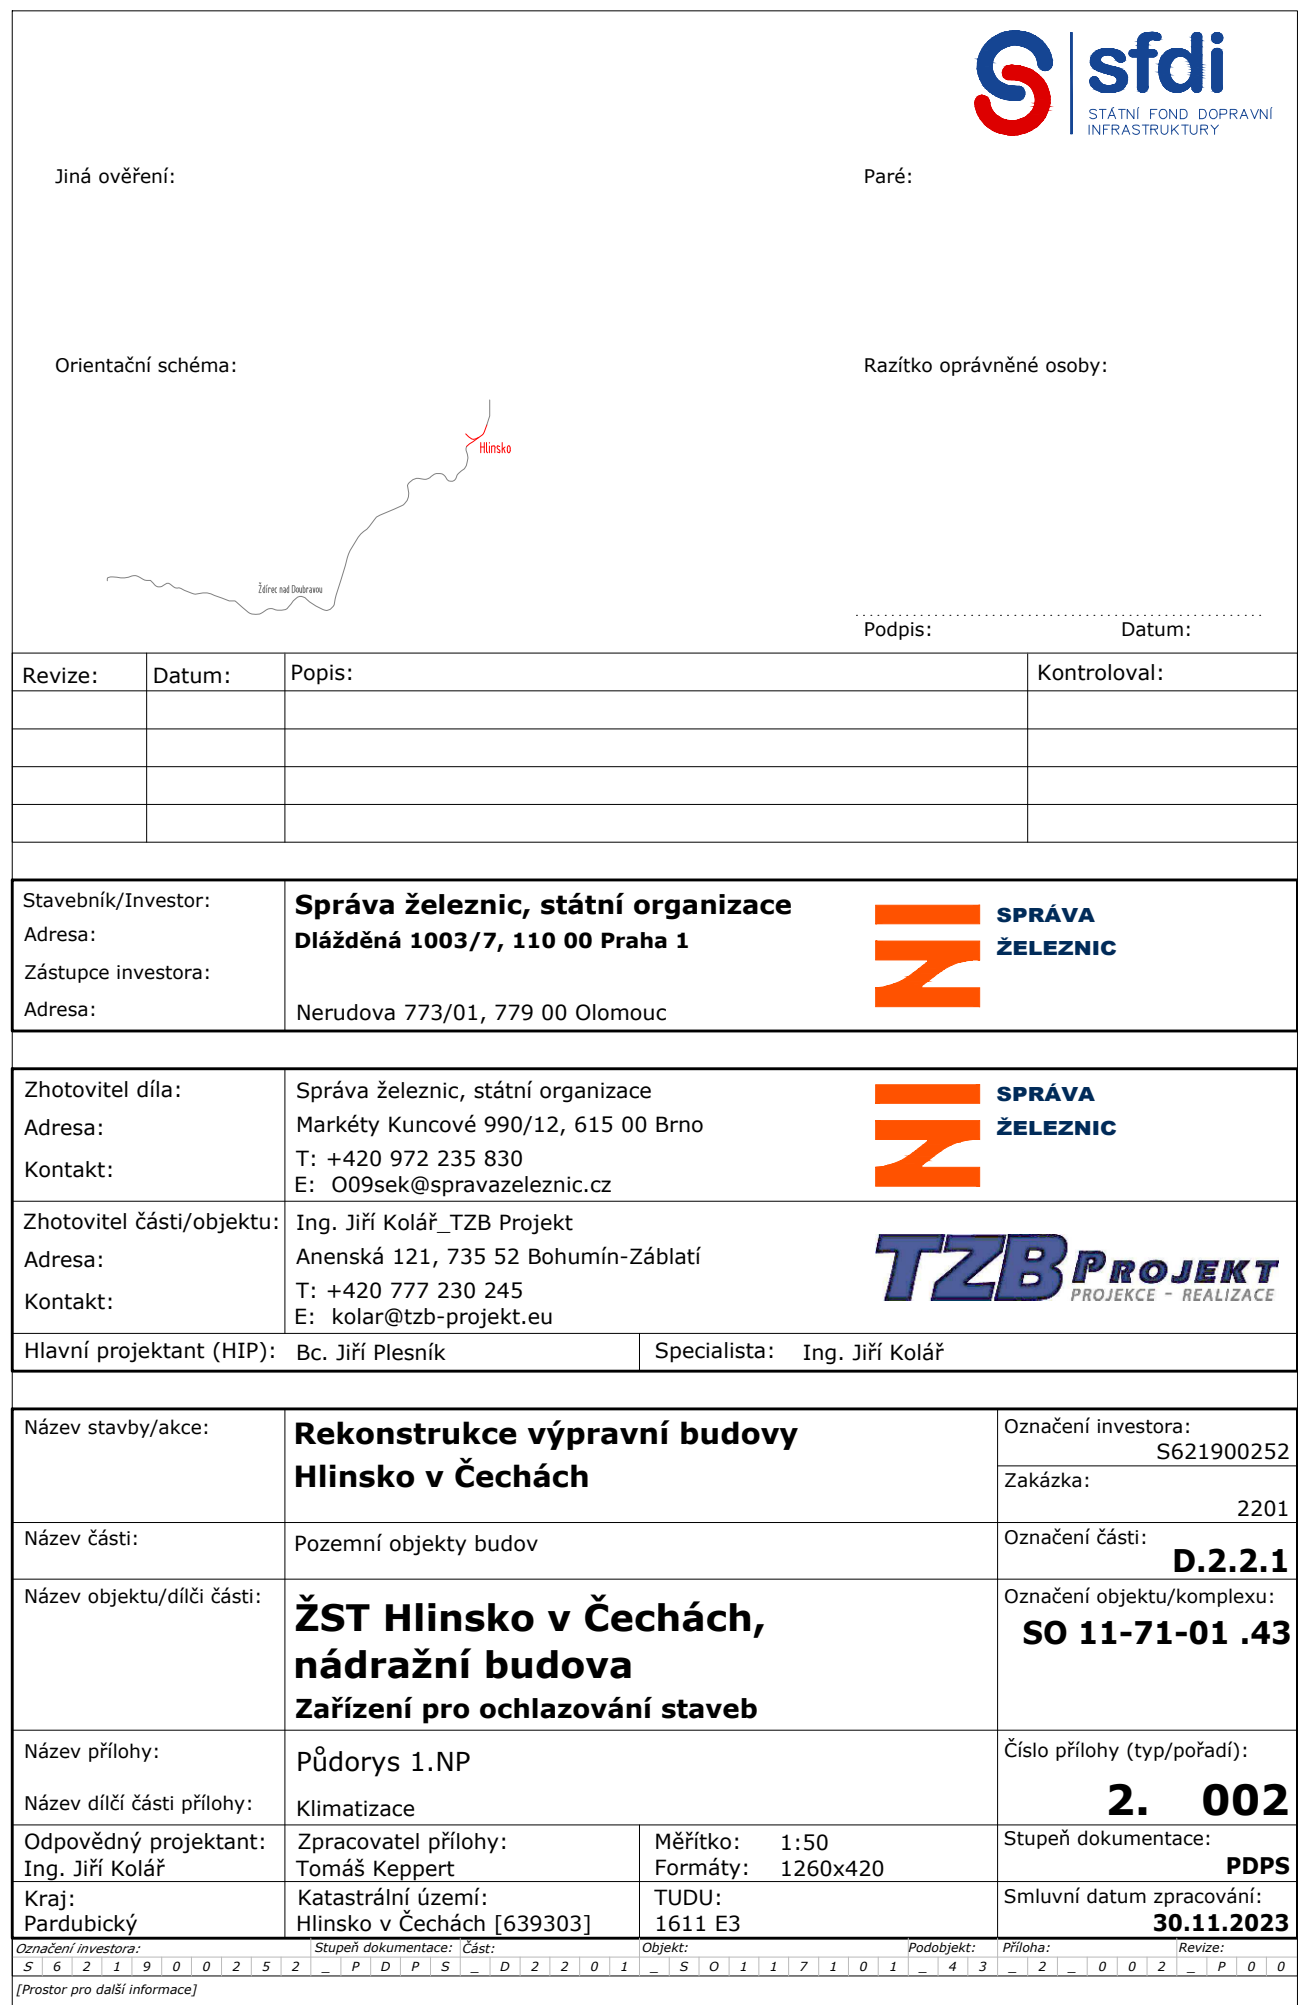 sfdi
STÁTNÍ FOND DOPRAVNÍ
INFRASTRUKTURY
Jiná ověření:
Paré:
Orientační schéma:
Razítko oprávněné osoby:
Hlinsko
Ždírec nad Doubravou
Podpis: Datum:
Revize: Datum: Popis: Kontroloval:
Stavebník/Investor: Správa železnic, státní organizace
Adresa: Dlážděná 1003/7, 110 00 Praha 1
SPRÁVA
ŽELEZNIC
Zástupce investora:
Adresa: Nerudova 773/01, 779 00 Olomouc
Zhotovitel díla: Správa železnic, státní organizace
Adresa: Markéty Kuncové 990/12, 615 00 Brno
Kontakt: T: +420 972 235 830
E: O09sek@spravazeleznic.cz
SPRÁVA
ŽELEZNIC
Zhotovitel části/objektu: Ing. Jiří Kolář_TZB Projekt
Adresa: Anenská 121, 735 52 Bohumín-Záblatí
Kontakt: T: +420 777 230 245
E: kolar@tzb-projekt.eu
TZB PROJEKT
PROJEKCE - REALIZACE
Hlavní projektant (HIP): Bc. Jiří Plesník Specialista: Ing. Jiří Kolář
Název stavby/akce: Rekonstrukce výpravní budovy
Hlinsko v Čechách
Označení investora:
S621900252
Zakázka:
2201
Název části: Pozemní objekty budov
Označení části:
D.2.2.1
Název objektu/dílči části: ŽST Hlinsko v Čechách,
nádražní budova
Zařízení pro ochlazování staveb
Označení objektu/komplexu:
SO 11-71-01 .43
Název přílohy: Půdorys 1.NP
Název dílčí části přílohy: Klimatizace
Číslo přílohy (typ/pořadí):
2. 002
Odpovědný projektant: Zpracovatel přílohy: Měřítko: 1:50 Stupeň dokumentace:
Ing. Jiří Kolář Tomáš Keppert Formáty: 1260x420 PDPS
Kraj: Katastrální území: TUDU: Smluvní datum zpracování:
Pardubický Hlinsko v Čechách [639303] 1611 E3 30.11.2023
Označení investora: Stupeň dokumentace: Část: Objekt: Podobjekt: Příloha: Revize:
S 6 2 1 9 0 0 2 5 2 _ P D P S _ D 2 2 0 1 _ S O 1 1 7 1 0 1 _ 4 3 _ 2 _ 0 0 2 _ P 0 0
[Prostor pro další informace]